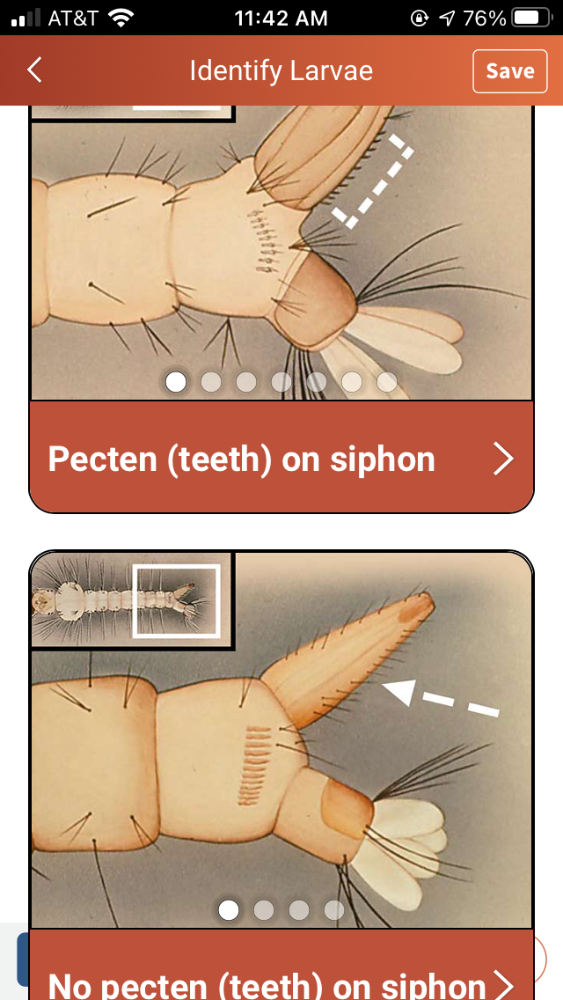 AT&T
11:42 AM
76%
Identify Larvae
Save
Pecten (teeth) on siphon
No pecten (teeth) on siphon